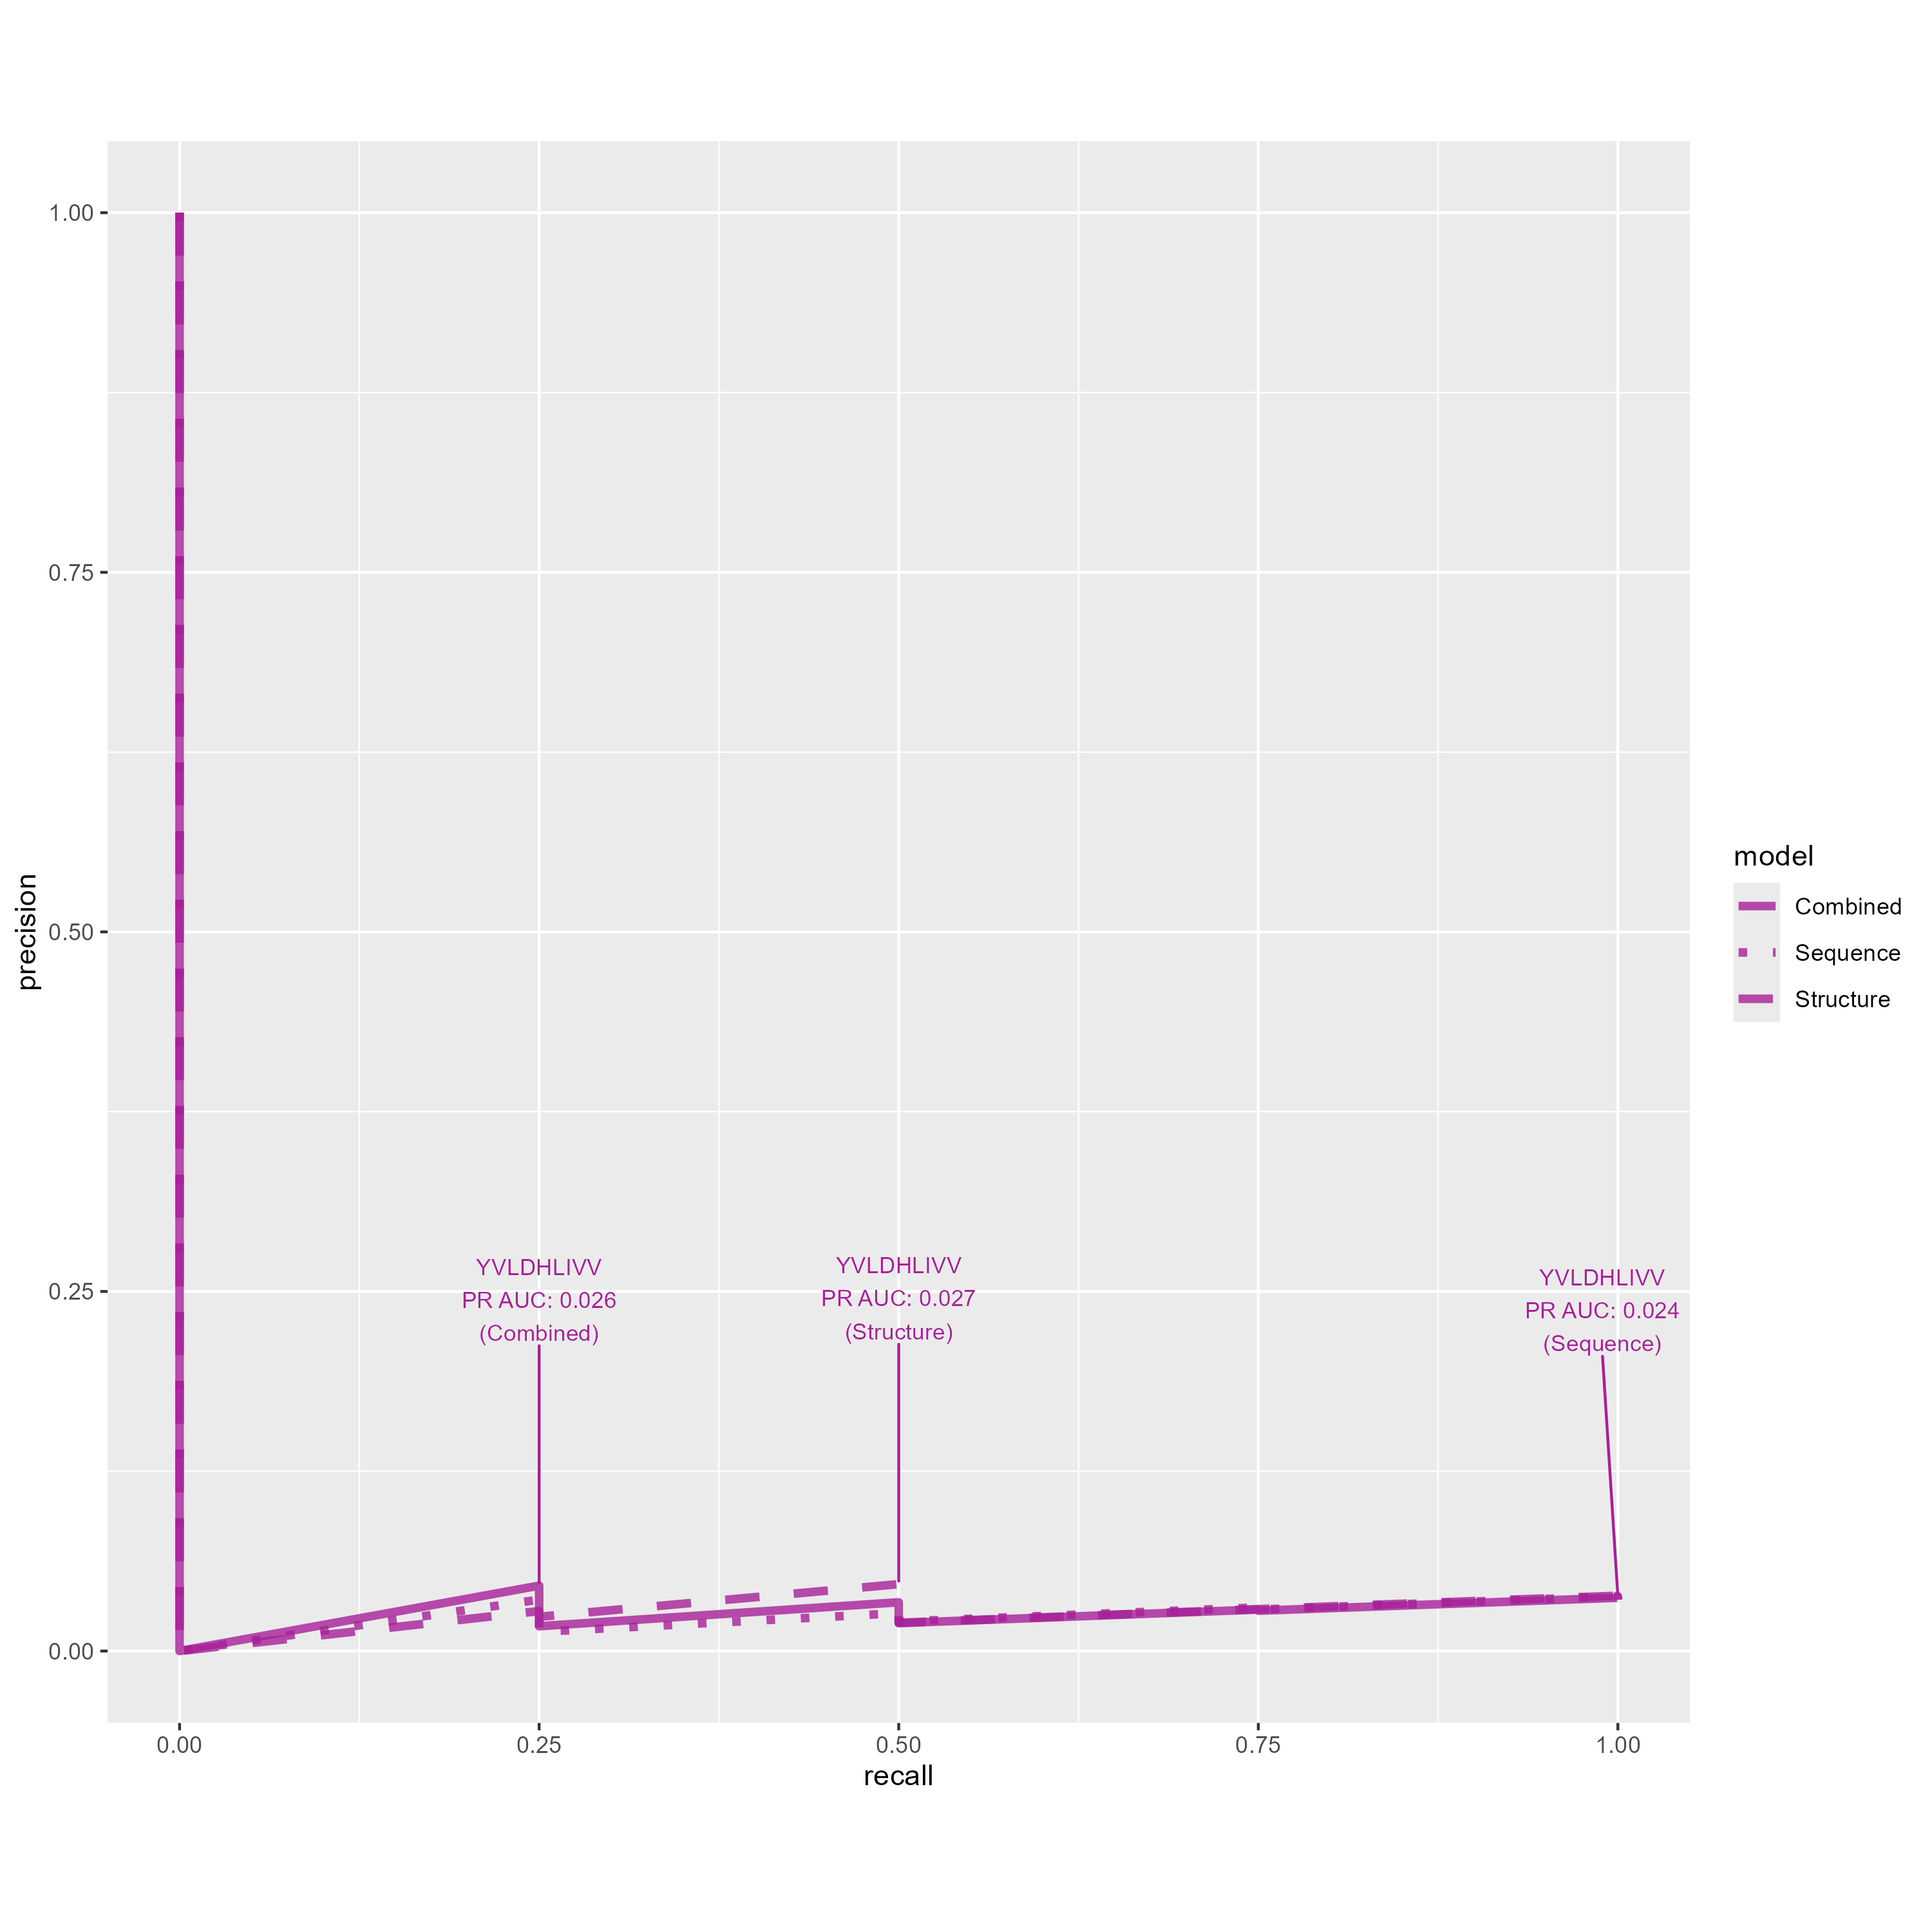 1.00
0.75
0.50
0.25
0.00
precision
YVLDHLIVV
PR AUC: 0.026
(Combined)
YVLDHLIVV
PR AUC: 0.027
(Structure)
YVLDHLIVV
PR AUC: 0.024
(Sequence)
0.00 0.25 0.50 0.75 1.00
recall
model
Combined
Sequence
Structure